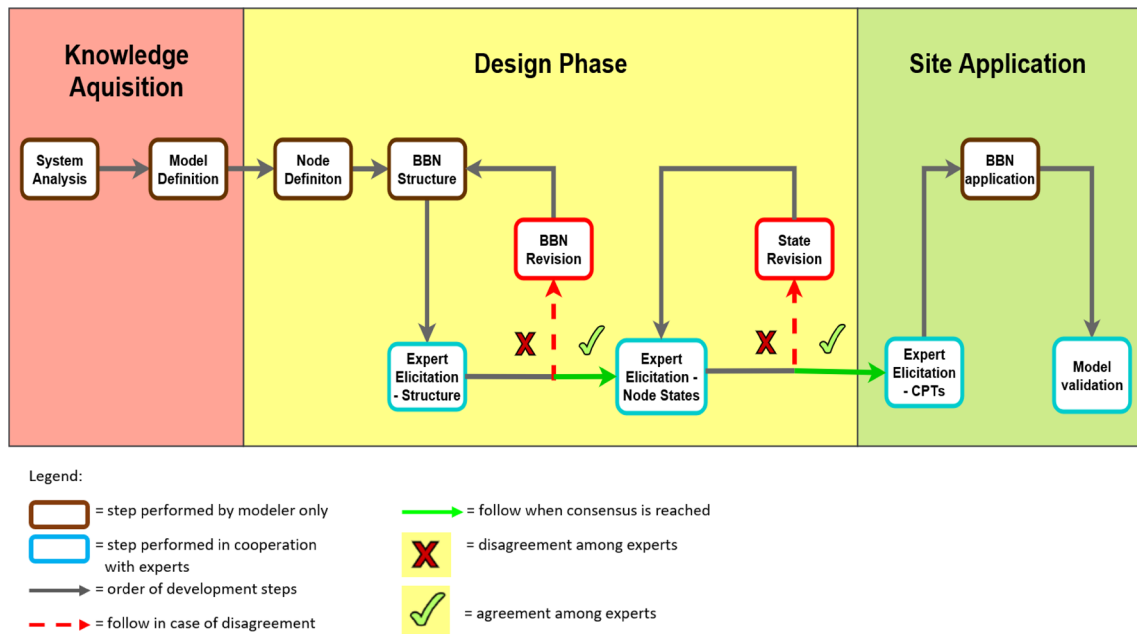 Knowledge
Aquisition
Design Phase
Site Application
System
Analysis
Model
Definition
Node
Definiton
BBN
Structure
BBN
Revision
State
Revision
BBN
application
Expert
Elicitation
- Structure
X
Expert
Elicitation -
Node States
X
Expert
Elicitation
- CPTs
Model
validation
Legend:
= step performed by modeler only
= step performed in cooperation
with experts
= order of development steps
= follow in case of disagreement
= follow when consensus is reached
X
= disagreement among experts
= agreement among experts